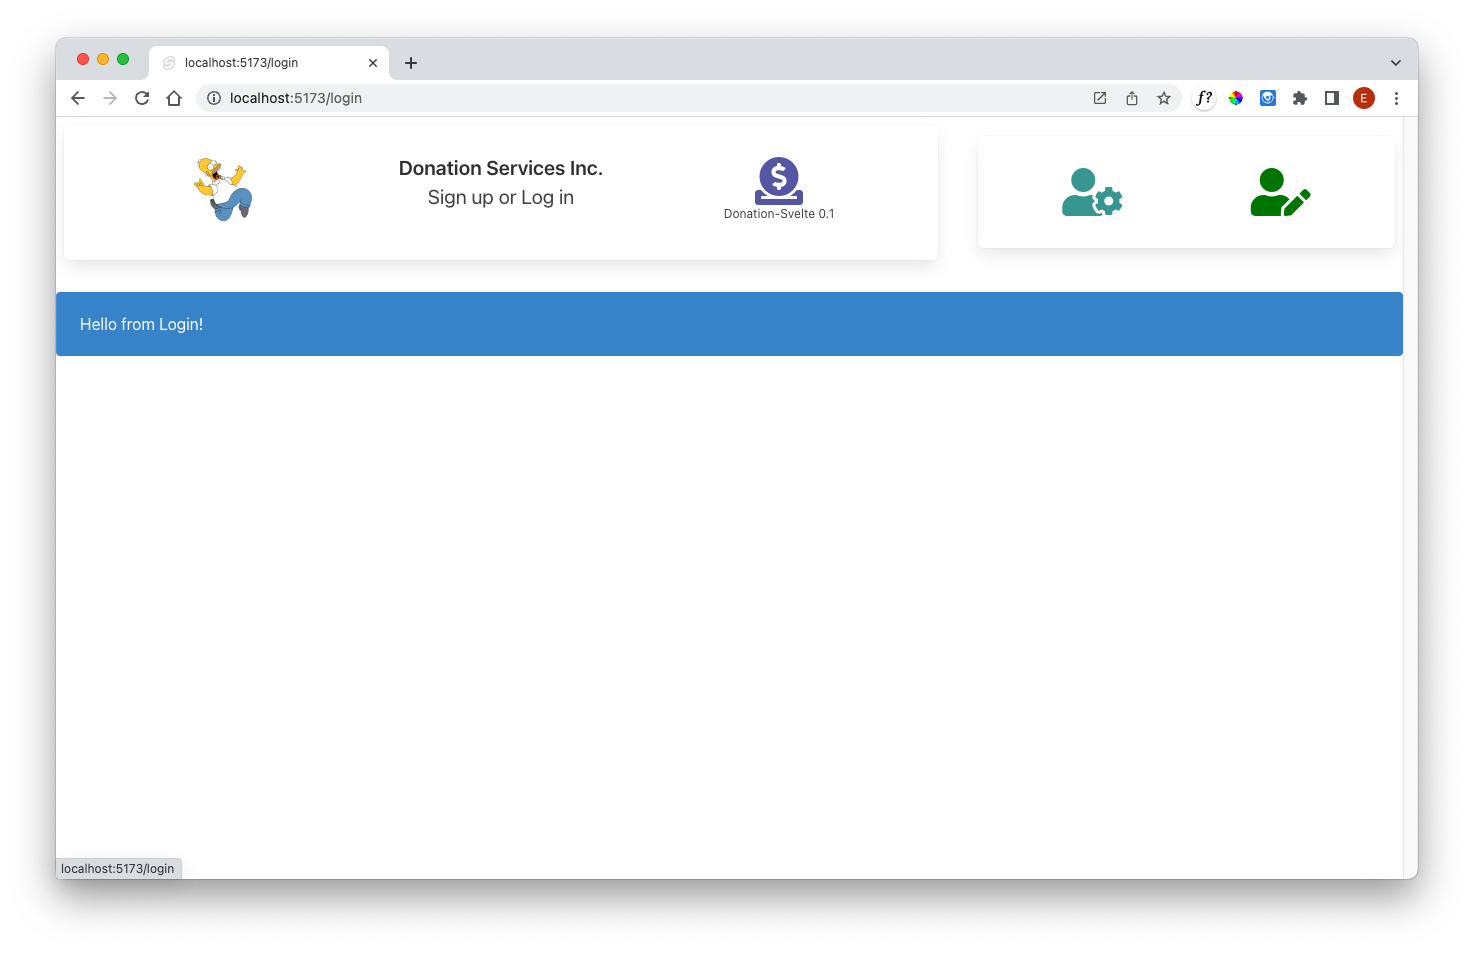 localhost:5173/login
localhost:5173/login
f?
E
Donation Services Inc.
Sign up or Log in
$
Donation-Svelte 0.1
Hello from Login!
localhost:5173/login